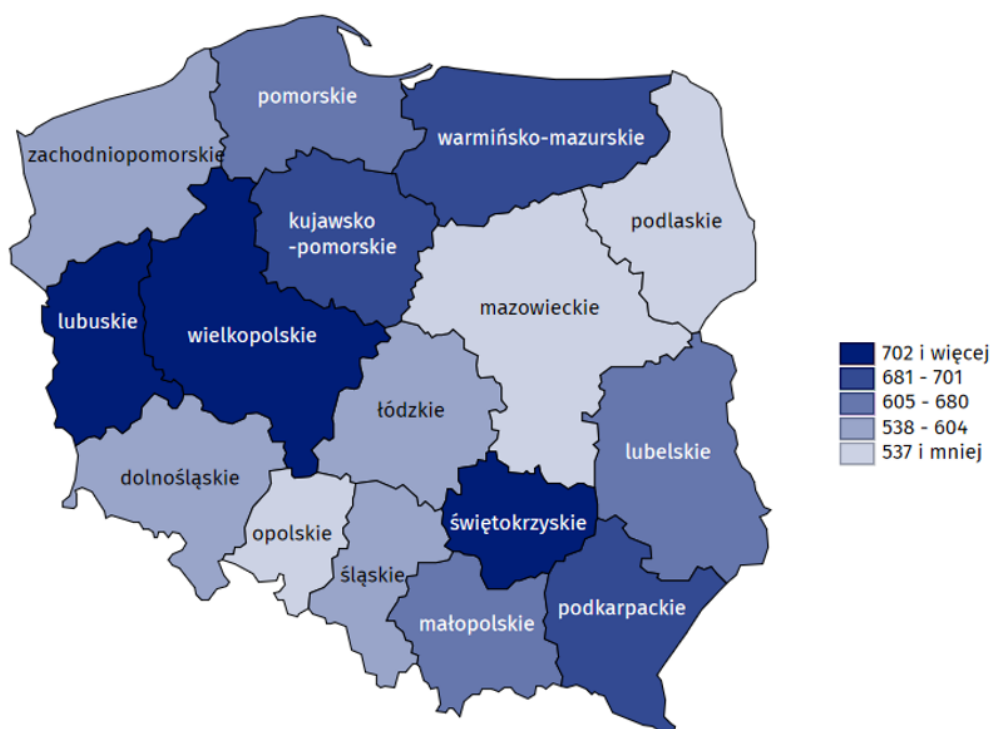 pomorskie
warmińsko-mazurskie
zachodniopomorskie
podlaskie
kujawsko
-pomorskie
mazowieckie
lubuskie
wielkopolskie
łódzkie
lubelskie
dolnośląskie
opolskie
świętokrzyskie
śląskie
podkarpackie
małopolskie
702 i więcej
681 - 701
605 - 680
538 - 604
537 i mniej